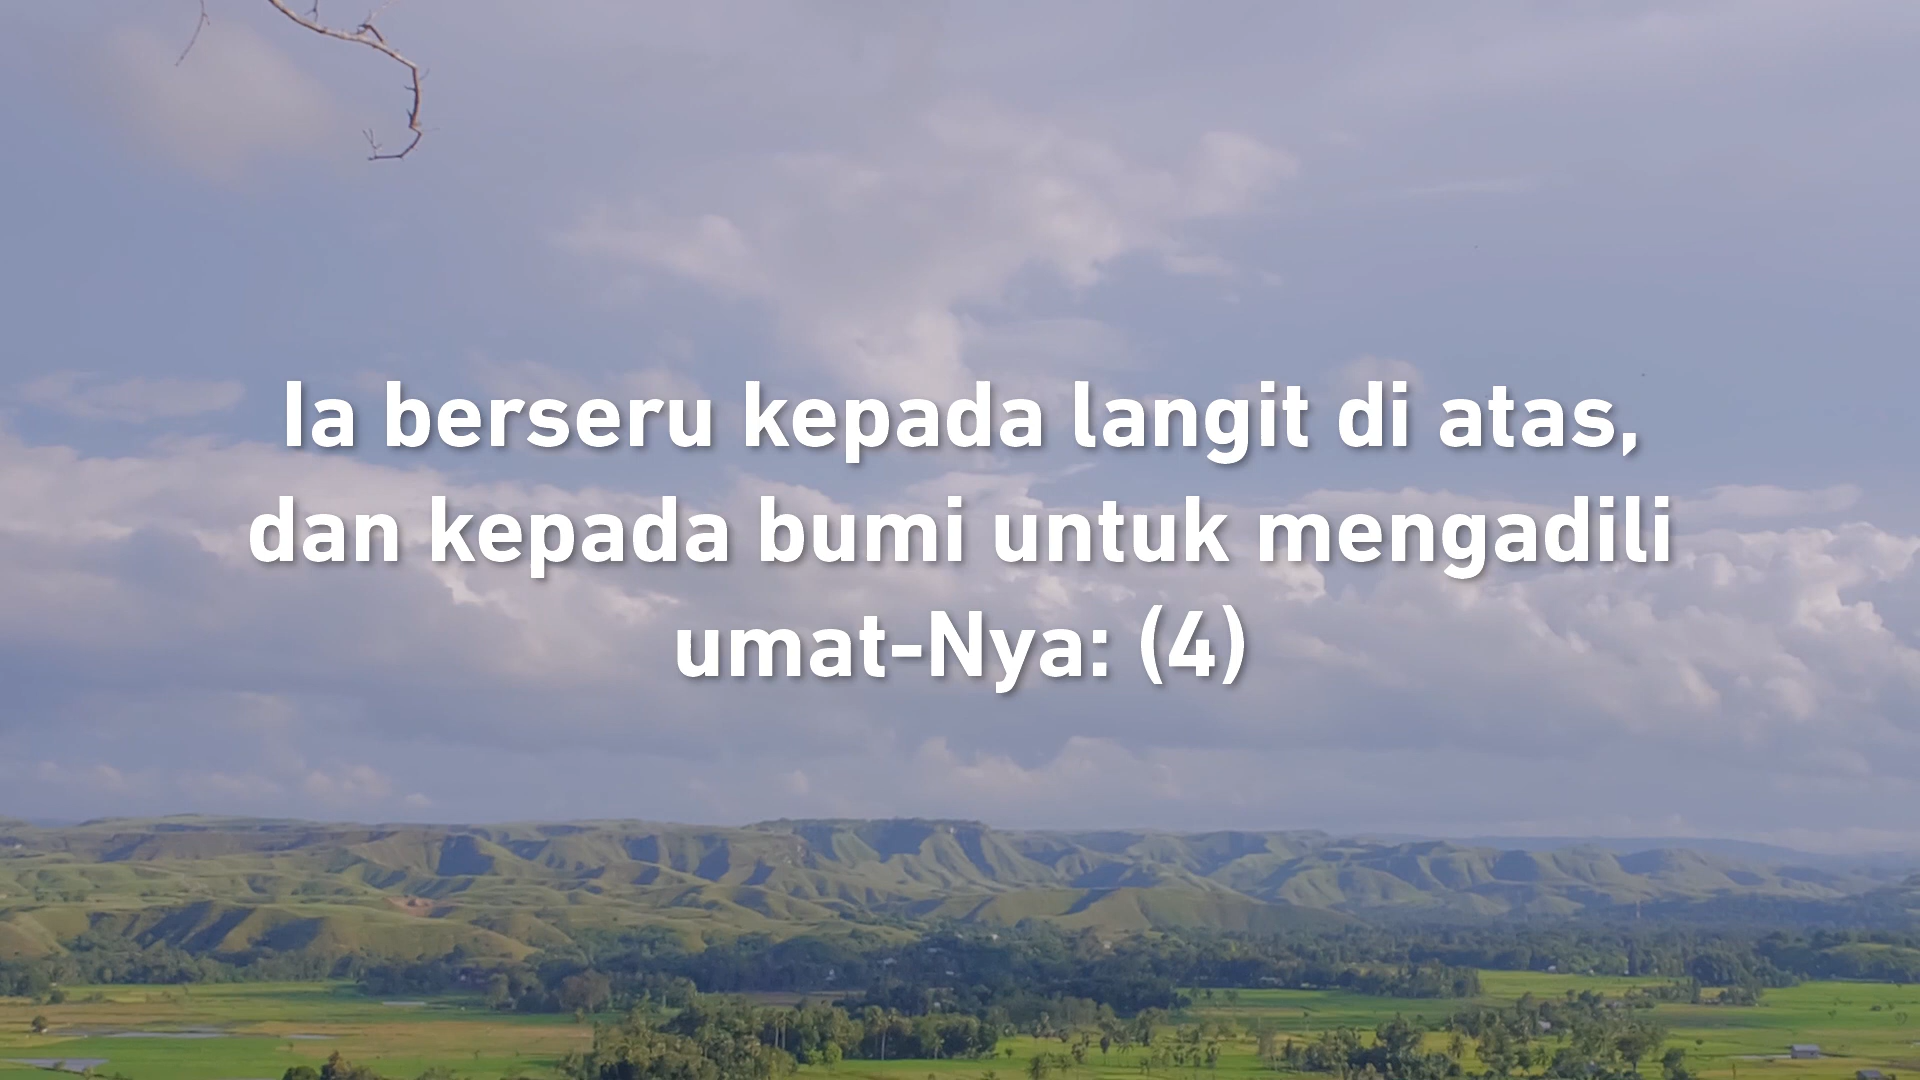 Ia berseru kepada langit di atas,
dan kepada bumi untuk mengadili
umat-Nya: (4)